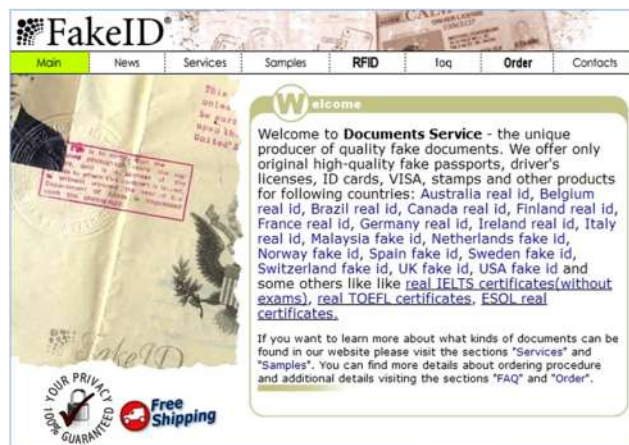 FakeID®
Main News Services Samples RFID faq Order Contacts
This
unles
be surr
upon th
United S
Welcome
Welcome to Documents Service - the unique
producer of quality fake documents. We offer only
original high-quality fake passports, driver's
licenses, ID cards, VISA, stamps and other products
for following countries: Australia real id, Belgium
real id, Brazil real id, Canada real id, Finland real id,
France real id, Germany real id, Ireland real id, Italy
real id, Malaysia fake id, Netherlands fake id,
Norway fake id, Spain fake id, Sweden fake id,
Switzerland fake id, UK fake id, USA fake id and
some others like like real IELTS certificates(without
exams), real TOEFL certificates, ESOL real
certificates.
If you want to learn more about what kinds of documents can be
found in our website please visit the sections "Services" and
"Samples". You can find more details about ordering procedure
and additional details visiting the sections "FAQ" and "Order".
FakeID
YOUR PRIVACY
100% GUARANTEED
Free
Shipping